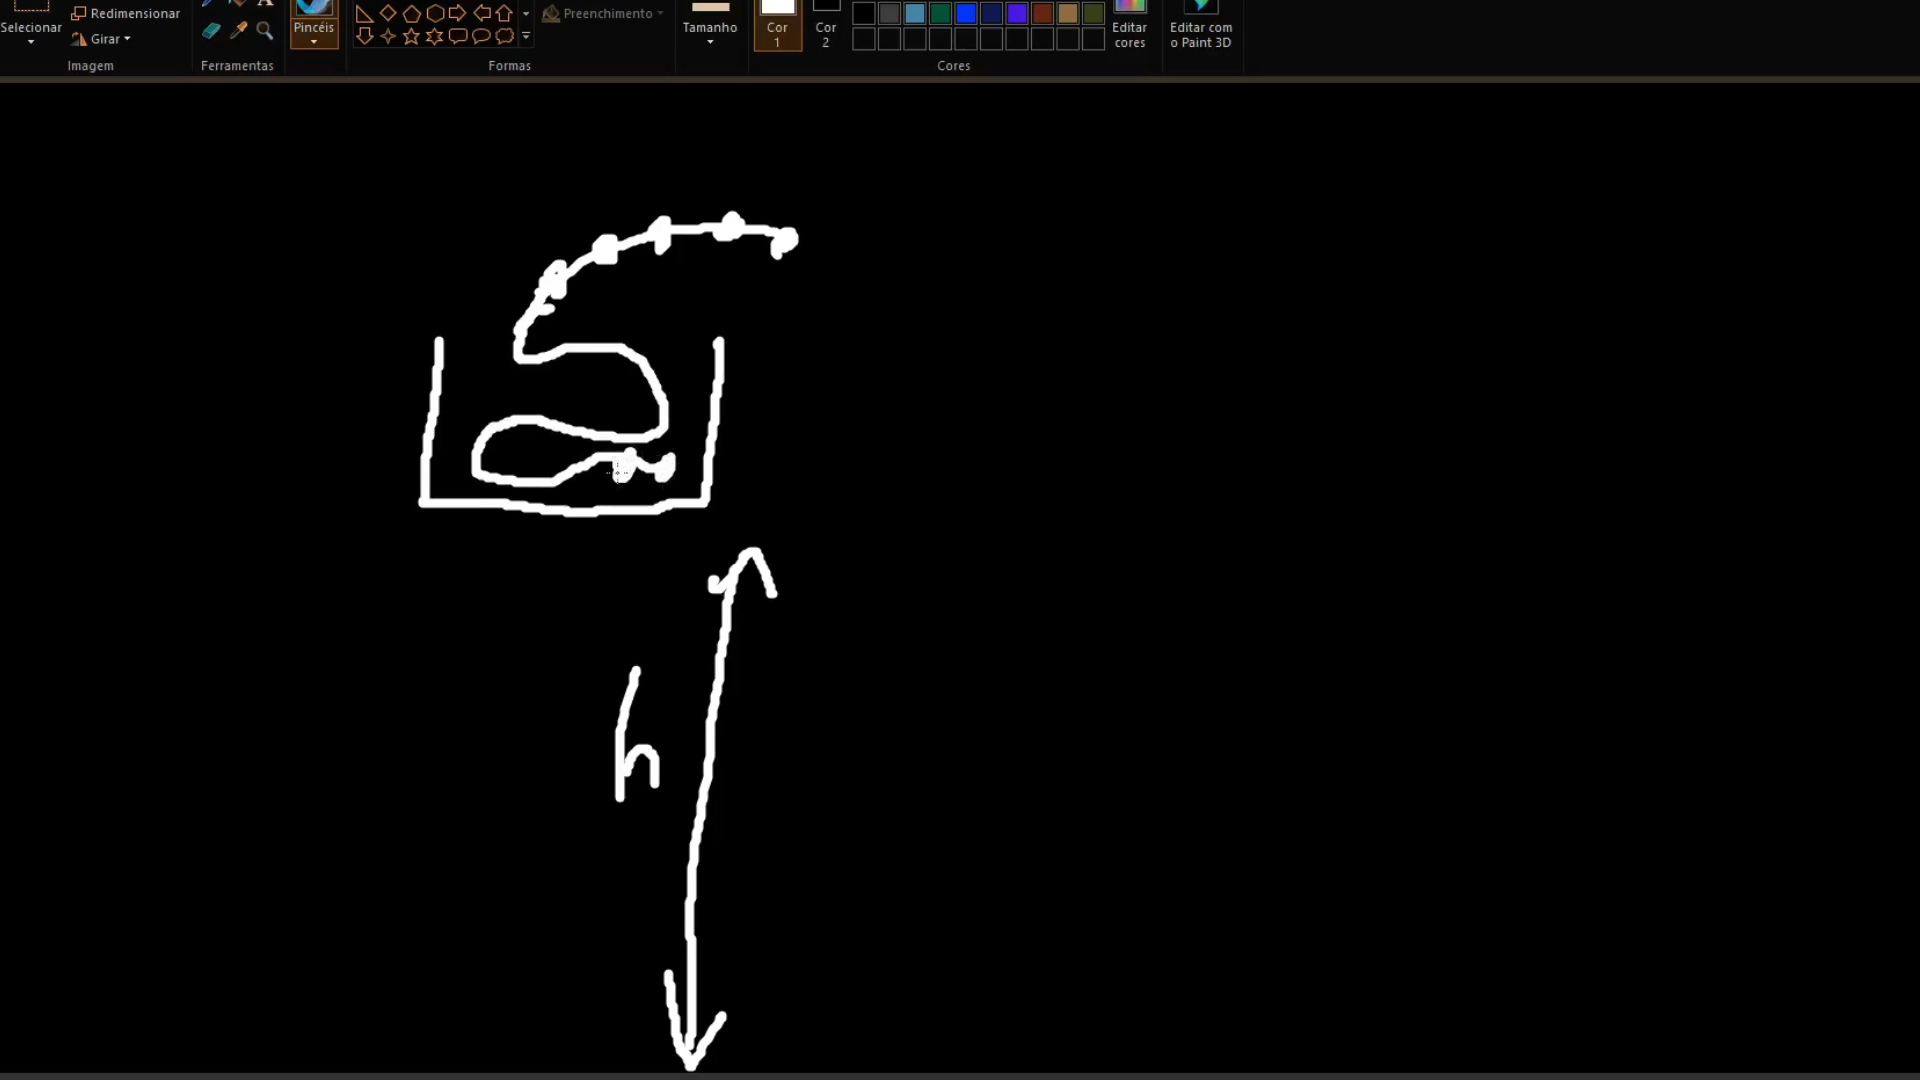 Redimensionar
Selecionar
Girar
Imagem
Ferramentas
Pincéis
Formas
Preenchimento
Tamanho
Cor
1
Cor
2
Cores
Editar
cores
Editar com
o Paint 3D
h